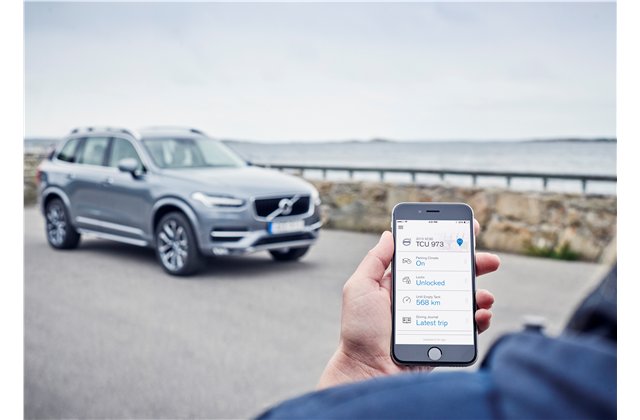 TCU 973
Parking Climate
On
Locks
Unlocked
Until Empty Tank
568 km
Driving Journal
Latest trip